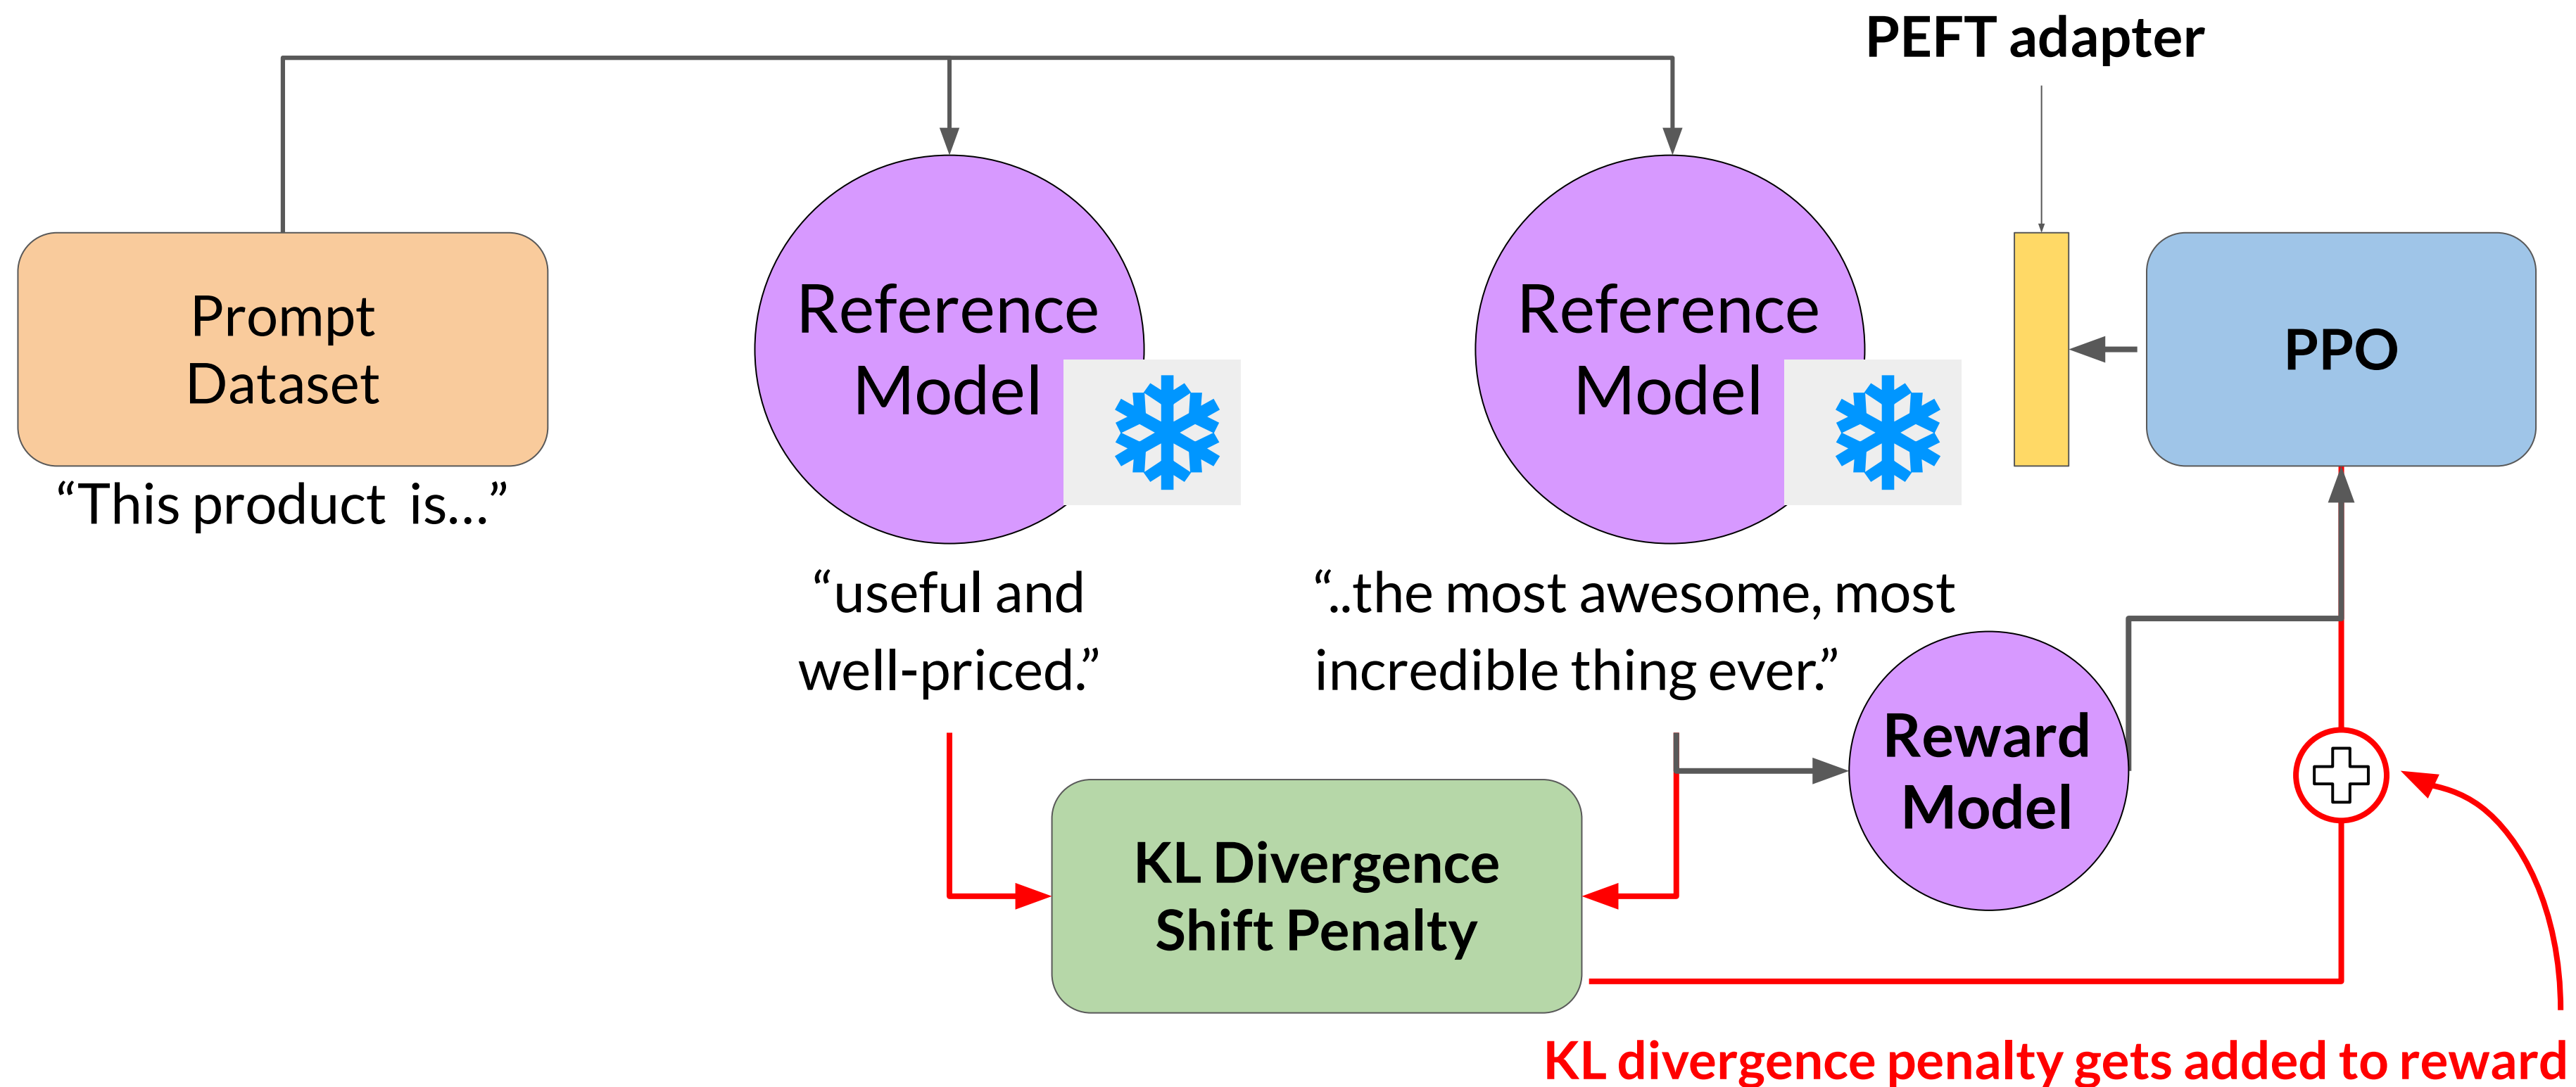 PEFT adapter
Prompt
Dataset
“This product  is...”
Reference
Model
“useful and
well-priced.”
Reference
Model
“..the most awesome, most
incredible thing ever.”
PPO
Reward
Model
KL Divergence
Shift Penalty
KL divergence penalty gets added to reward